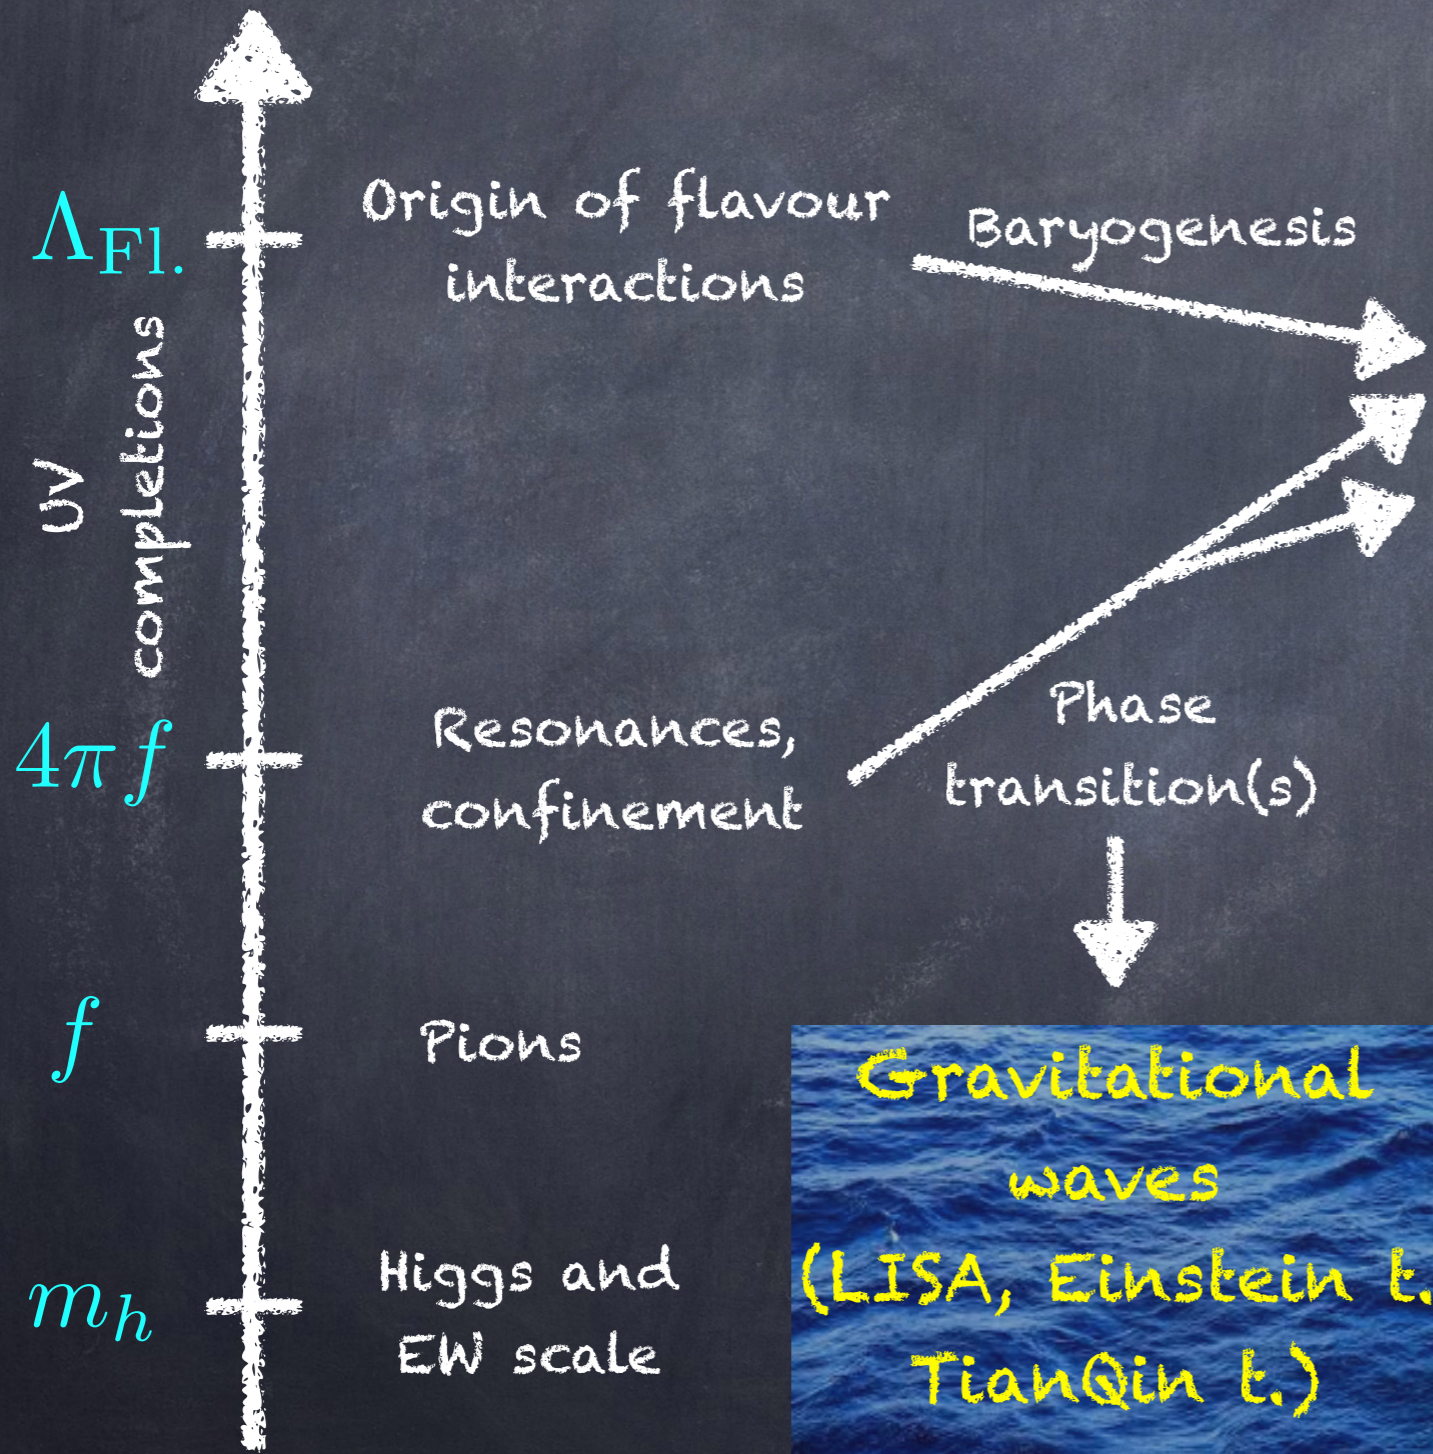 Λ_Fl.
Origin of flavour
interactions
Baryogenesis
UV
completions
4πf
Resonances,
confinement
Phase
transition(s)
f
Pions
Gravitational
waves
(LISA, Einstein t.
TianQin t.)
m_h
Higgs and
EW scale